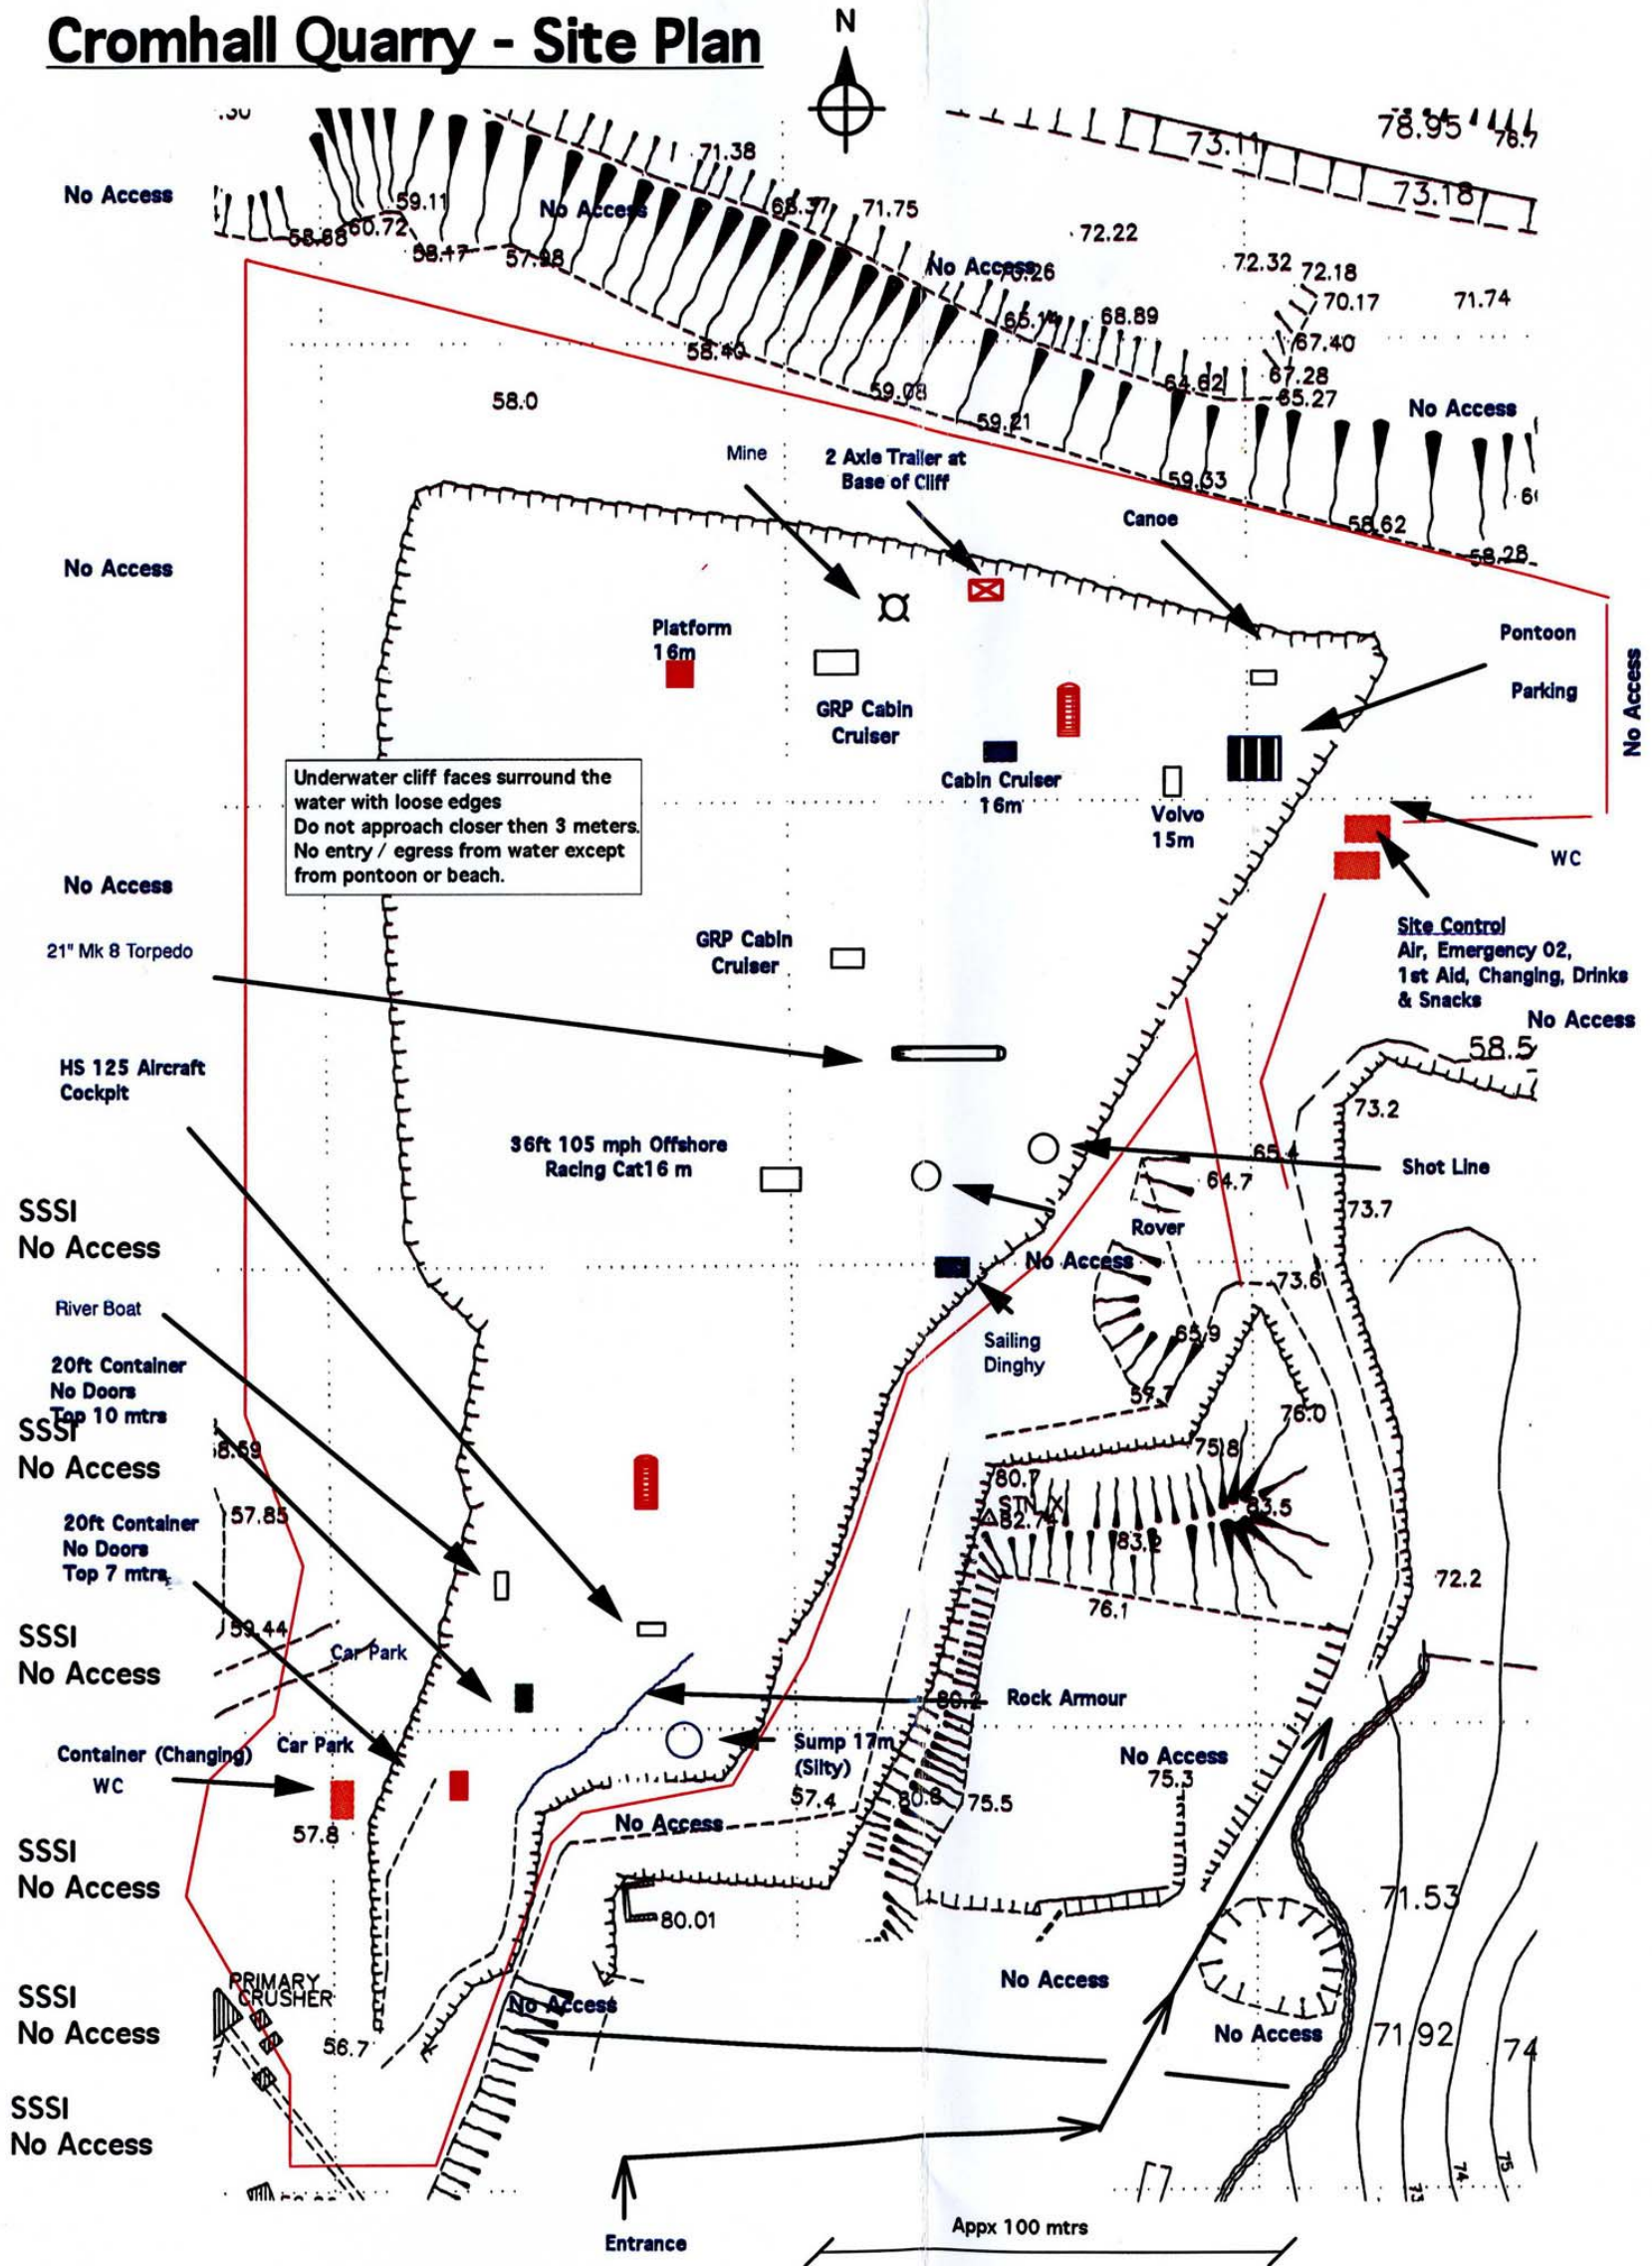 Cromhall Quarry - Site Plan
N
73.11
78.95
76.7
71.38
73.18
No Access
59.11
No Access
68.37
71.75
58.68
60.72
72.22
58.17
57.98
No Access
70.26
72.32
72.18
70.17
71.74
65.14
68.89
67.40
58.40
59.08
64.62
67.28
65.27
58.0
59.21
No Access
Mine
2 Axle Trailer at
Base of Cliff
59.33
Canoe
58.62
58.28
No Access
Platform
16m
Pontoon
Parking
No Access
GRP Cabin
Cruiser
Cabin Cruiser
16m
Volvo
15m
Underwater cliff faces surround the
water with loose edges
Do not approach closer then 3 meters.
No entry / egress from water except
from pontoon or beach.
WC
No Access
21" Mk 8 Torpedo
GRP Cabin
Cruiser
Site Control
Air, Emergency 02,
1st Aid, Changing, Drinks
& Snacks
No Access
58.5
HS 125 Aircraft
Cockpit
73.2
36ft 105 mph Offshore
Racing Cat16 m
65.4
Shot Line
64.7
73.7
SSSI
No Access
Rover
No Access
73.6
River Boat
Sailing
Dinghy
65.9
20ft Container
No Doors
Top 10 mtrs
57.7
76.0
SSSI
No Access
58.59
75.8
80.7
STN X
82.74
83.5
57.85
20ft Container
No Doors
Top 7 mtrs
83.2
72.2
76.1
59.44
SSSI
No Access
Car Park
80.2
Rock Armour
Container (Changing)
WC
Car Park
Sump 17m
(Silty)
No Access
75.3
57.4
80.8
75.5
57.8
No Access
SSSI
No Access
71.53
80.01
PRIMARY
CRUSHER
No Access
SSSI
No Access
No Access
56.7
No Access
71.92
74
SSSI
No Access
74
75
73
Entrance
Appx 100 mtrs